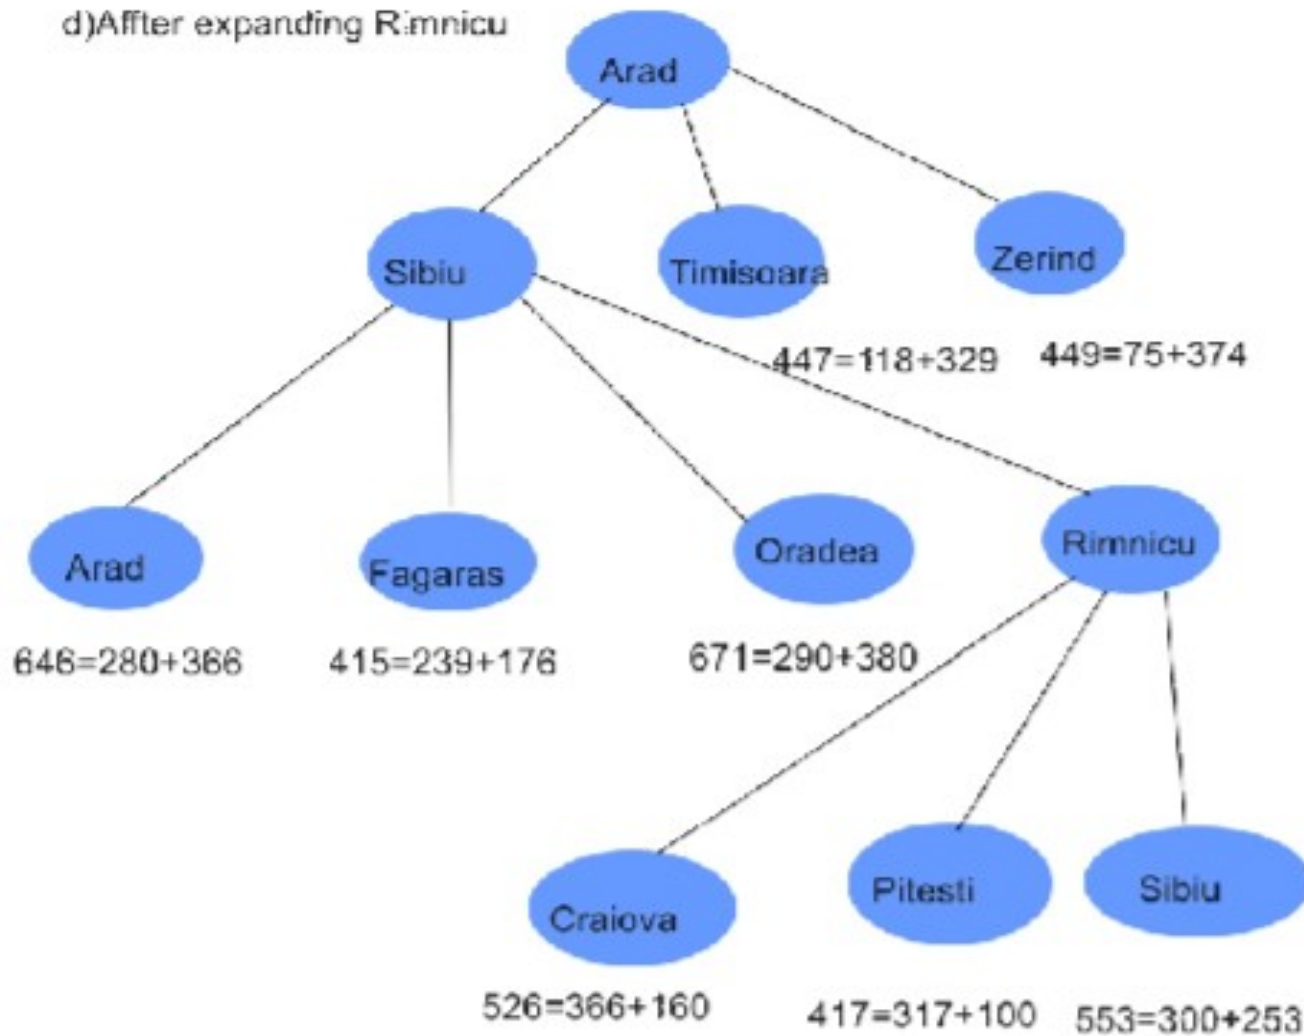 d)Affter expanding Rimnicu
Arad
Sibiu
Timisoara
Zerind
447=118+329
449=75+374
Arad
Fagaras
Oradea
Rimnicu
646=280+366
415=239+176
671=290+380
Craiova
Pitesti
Sibiu
526=366+160
417=317+100
553=300+253